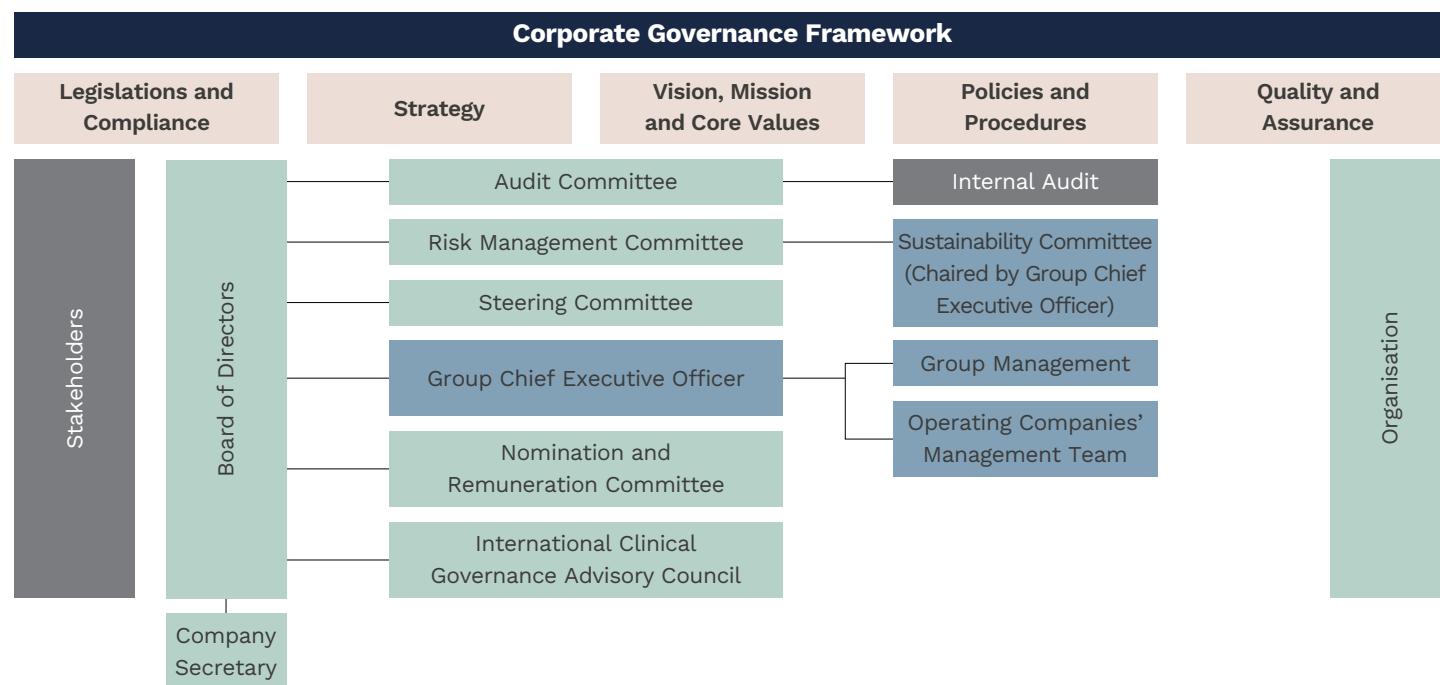 Corporate Governance Framework
Legislations and
Compliance
Strategy
Vision, Mission
and Core Values
Policies and
Procedures
Quality and
Assurance
Stakeholders
Board of Directors
Company
Secretary
Audit Committee
Risk Management Committee
Steering Committee
Group Chief Executive Officer
Nomination and
Remuneration Committee
International Clinical
Governance Advisory Council
Internal Audit
Sustainability Committee
(Chaired by Group Chief
Executive Officer)
Group Management
Operating Companies’
Management Team
Organisation